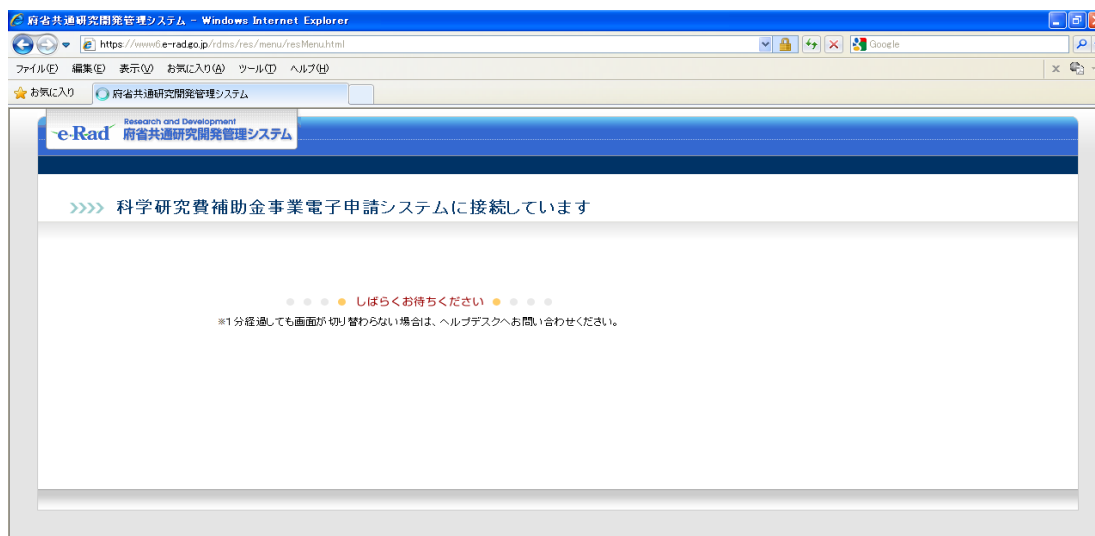 府省共通研究開発管理システム - Windows Internet Explorer
https://www6.e-rad.go.jp/rdms/res/menu/resMenu.html
Google
ファイル(F) 編集(E) 表示(V) お気に入り(A) ツール(T) ヘルプ(H)
お気に入り 府省共通研究開発管理システム
e-Rad Research and Development
府省共通研究開発管理システム
>>>> 科学研究費補助金事業電子申請システムに接続しています
しばらくお待ちください
※1分経過しても画面が切り替わらない場合は、ヘルプデスクへお問い合わせください。